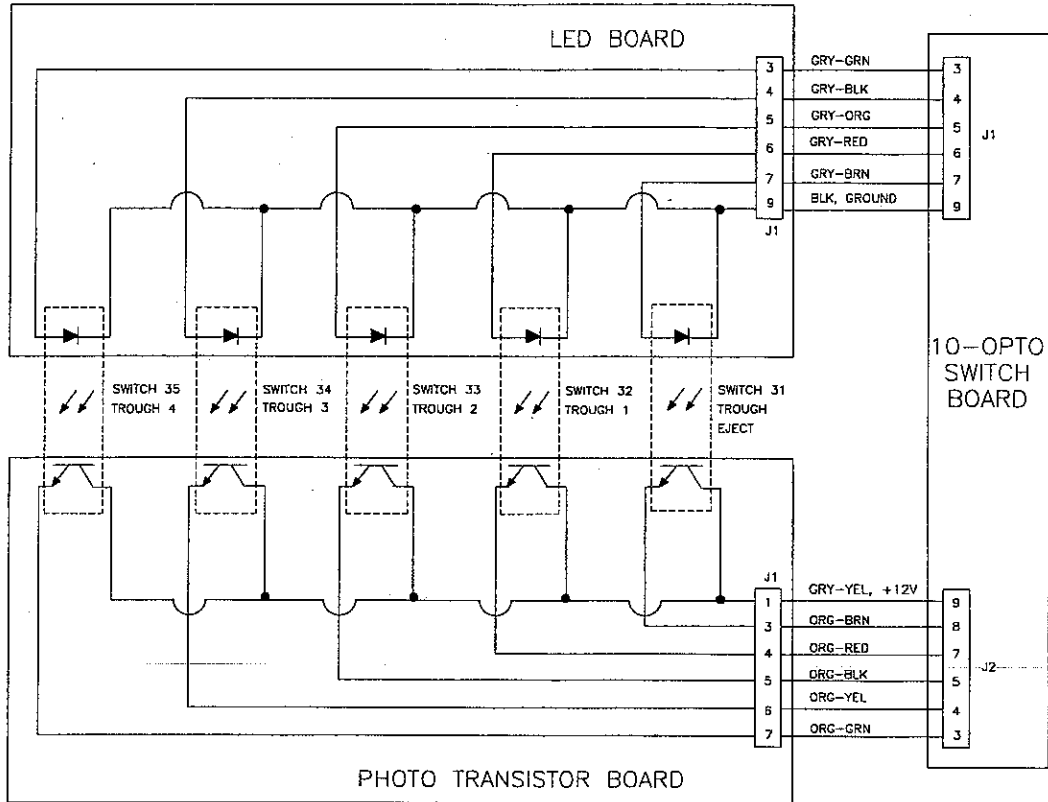 LED BOARD
3 GRY-GRN 3
4 GRY-BLK 4
5 GRY-ORG 5
6 GRY-RED 6
7 GRY-BRN 7
9 BLK, GROUND 9
J1
J1
SWITCH 35
TROUGH 4
SWITCH 34
TROUGH 3
SWITCH 33
TROUGH 2
SWITCH 32
TROUGH 1
SWITCH 31
TROUGH
EJECT
10-OPTO
SWITCH
BOARD
J1
1 GRY-YEL, +12V 9
3 ORG-BRN 8
4 ORG-RED 7
5 ORG-BLK 5
6 ORG-YEL 4
7 ORG-GRN 3
J2
PHOTO TRANSISTOR BOARD